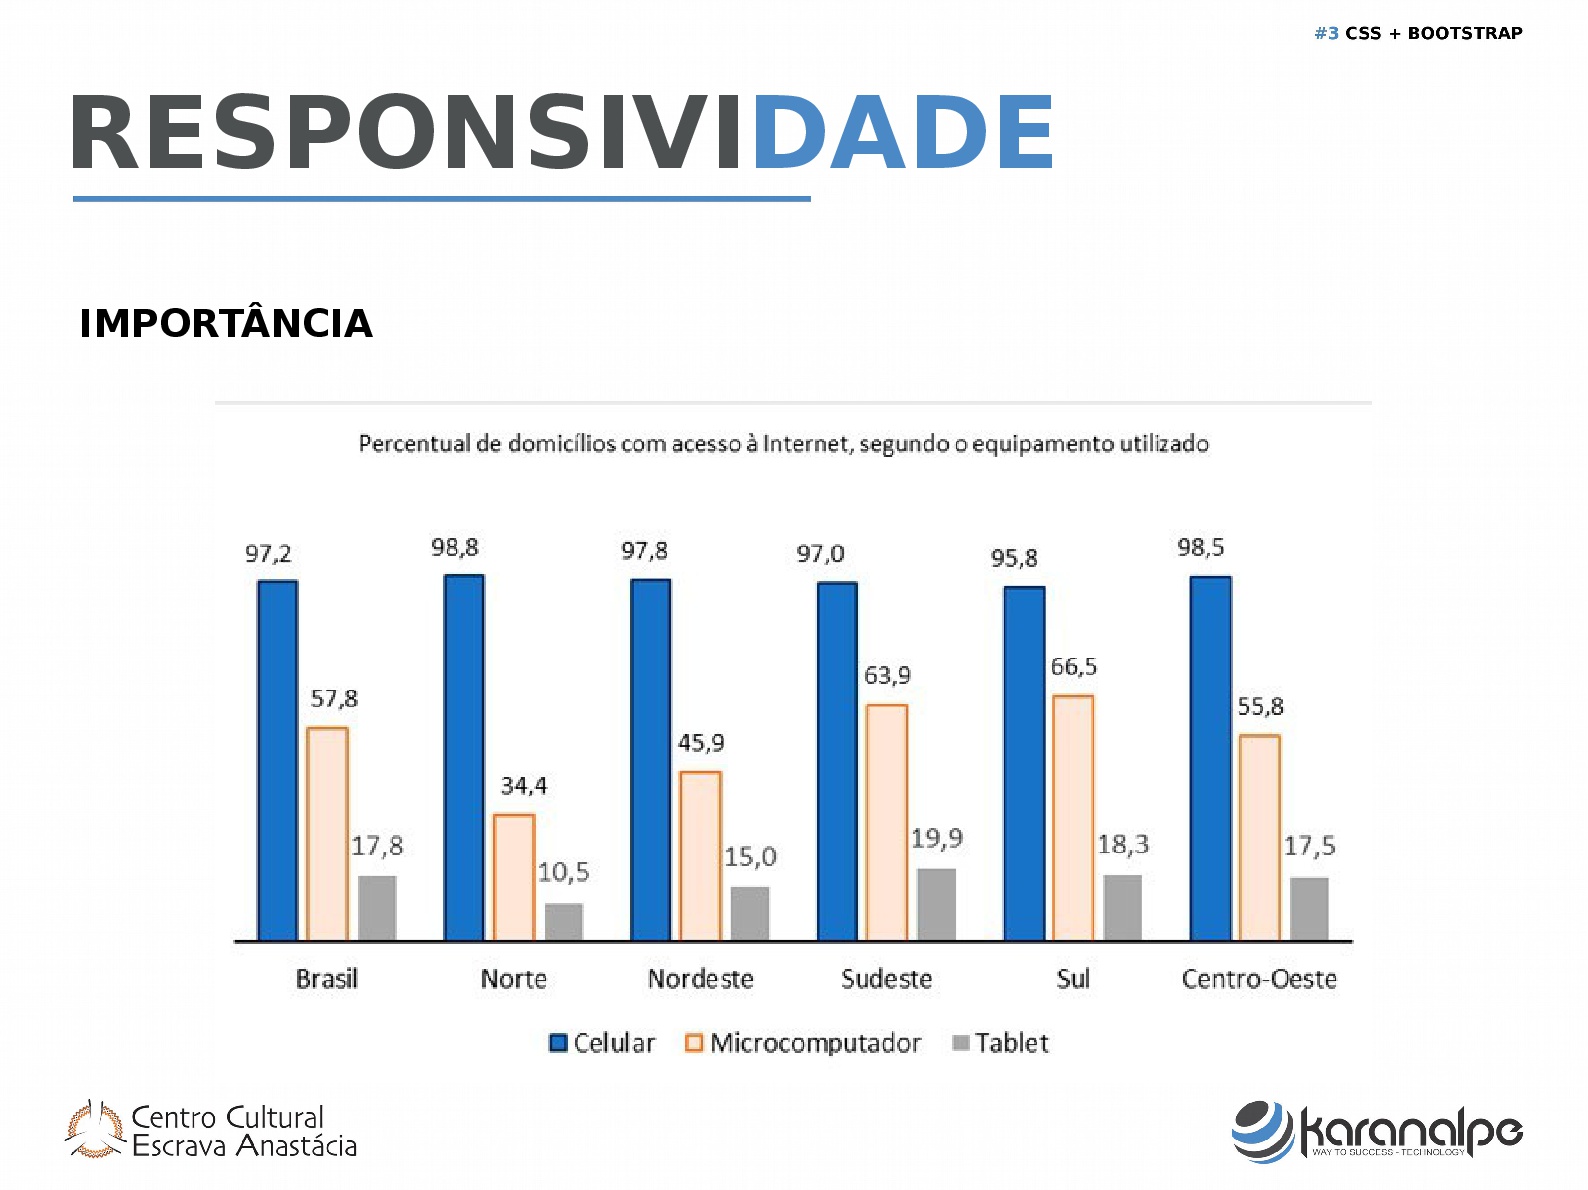 #3 CSS + BOOTSTRAP
RESPONSIVIDADE
IMPORTÂNCIA
Percentual de domicílios com acesso à Internet, segundo o equipamento utilizado
97,2
57,8
17,8
98,8
34,4
10,5
97,8
45,9
15,0
97,0
63,9
19,9
95,8
66,5
18,3
98,5
55,8
17,5
Brasil Norte Nordeste Sudeste Sul Centro-Oeste
Celular Microcomputador Tablet
Centro Cultural
Escrava Anastácia
karanalpe
WAY TO SUCCESS - TECHNOLOGY